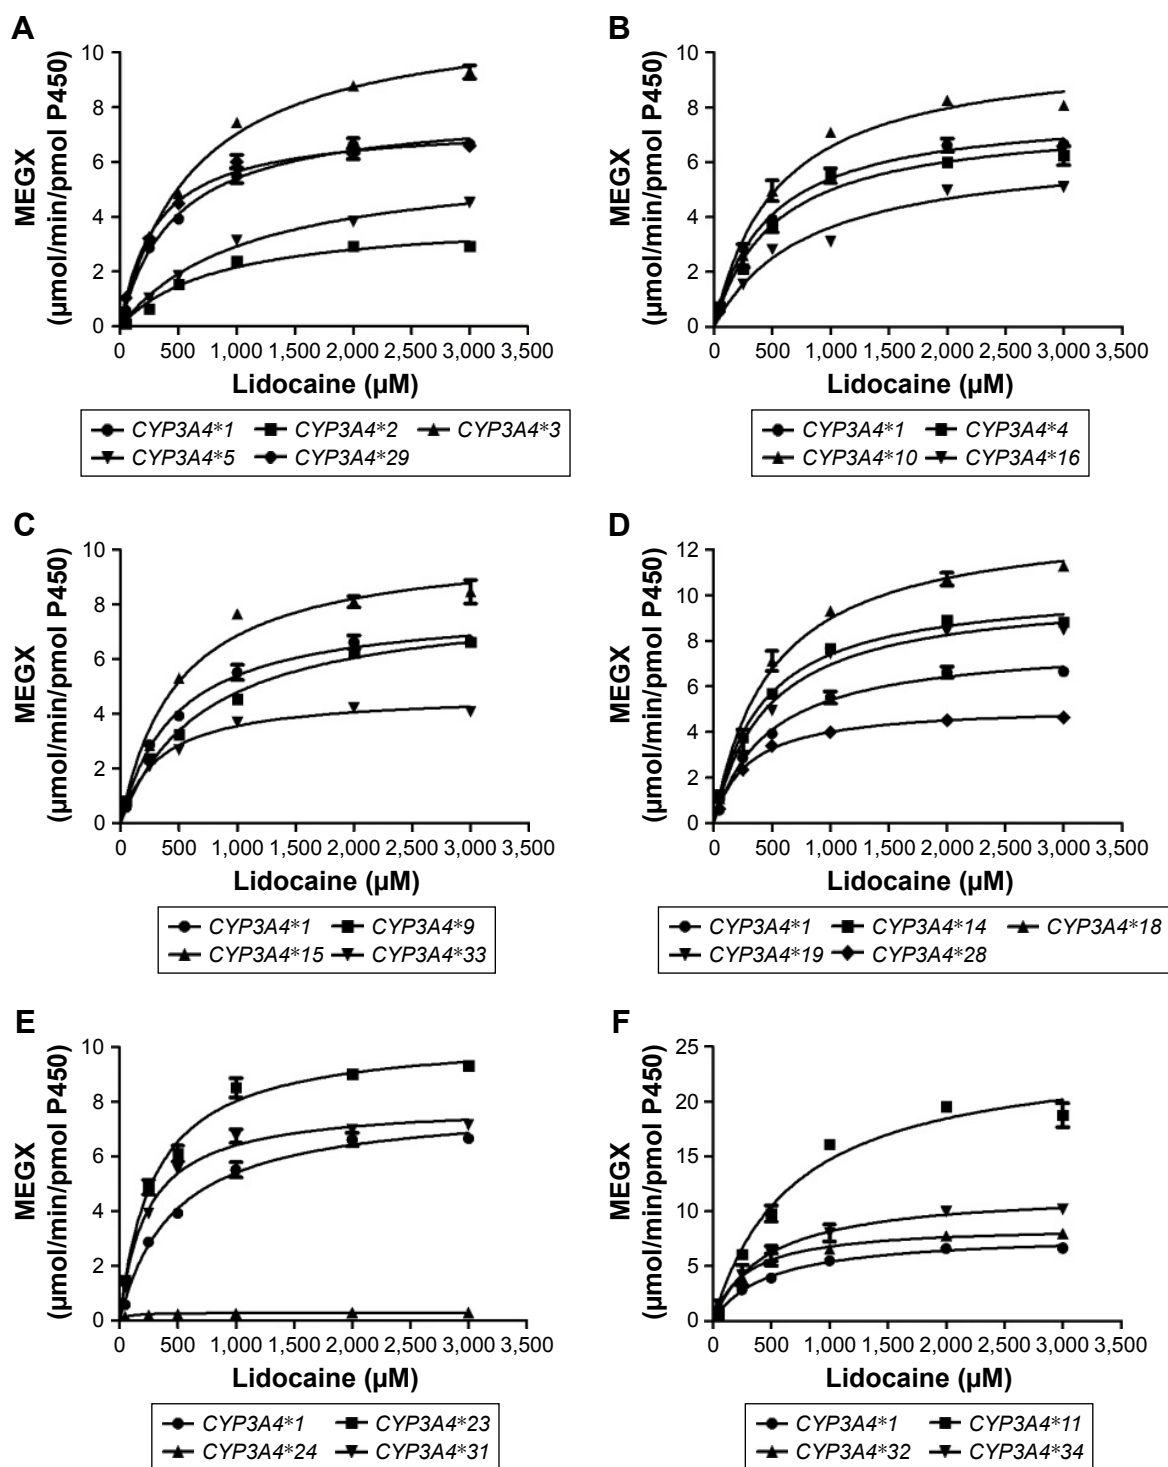 A
MEGX
(µmol/min/pmol P450)
10
8
6
4
2
0
0 500 1,000 1,500 2,000 2,500 3,000 3,500
Lidocaine (µM)
CYP3A4*1 CYP3A4*2 CYP3A4*3
CYP3A4*5 CYP3A4*29
B
MEGX
(µmol/min/pmol P450)
10
8
6
4
2
0
0 500 1,000 1,500 2,000 2,500 3,000 3,500
Lidocaine (µM)
CYP3A4*1 CYP3A4*4
CYP3A4*10 CYP3A4*16
C
MEGX
(µmol/min/pmol P450)
10
8
6
4
2
0
0 500 1,000 1,500 2,000 2,500 3,000 3,500
Lidocaine (µM)
CYP3A4*1 CYP3A4*9
CYP3A4*15 CYP3A4*33
D
MEGX
(µmol/min/pmol P450)
12
10
8
6
4
2
0
0 500 1,000 1,500 2,000 2,500 3,000 3,500
Lidocaine (µM)
CYP3A4*1 CYP3A4*14 CYP3A4*18
CYP3A4*19 CYP3A4*28
E
MEGX
(µmol/min/pmol P450)
10
8
6
4
2
0
0 500 1,000 1,500 2,000 2,500 3,000 3,500
Lidocaine (µM)
CYP3A4*1 CYP3A4*23
CYP3A4*24 CYP3A4*31
F
MEGX
(µmol/min/pmol P450)
25
20
15
10
5
0
0 500 1,000 1,500 2,000 2,500 3,000 3,500
Lidocaine (µM)
CYP3A4*1 CYP3A4*11
CYP3A4*32 CYP3A4*34